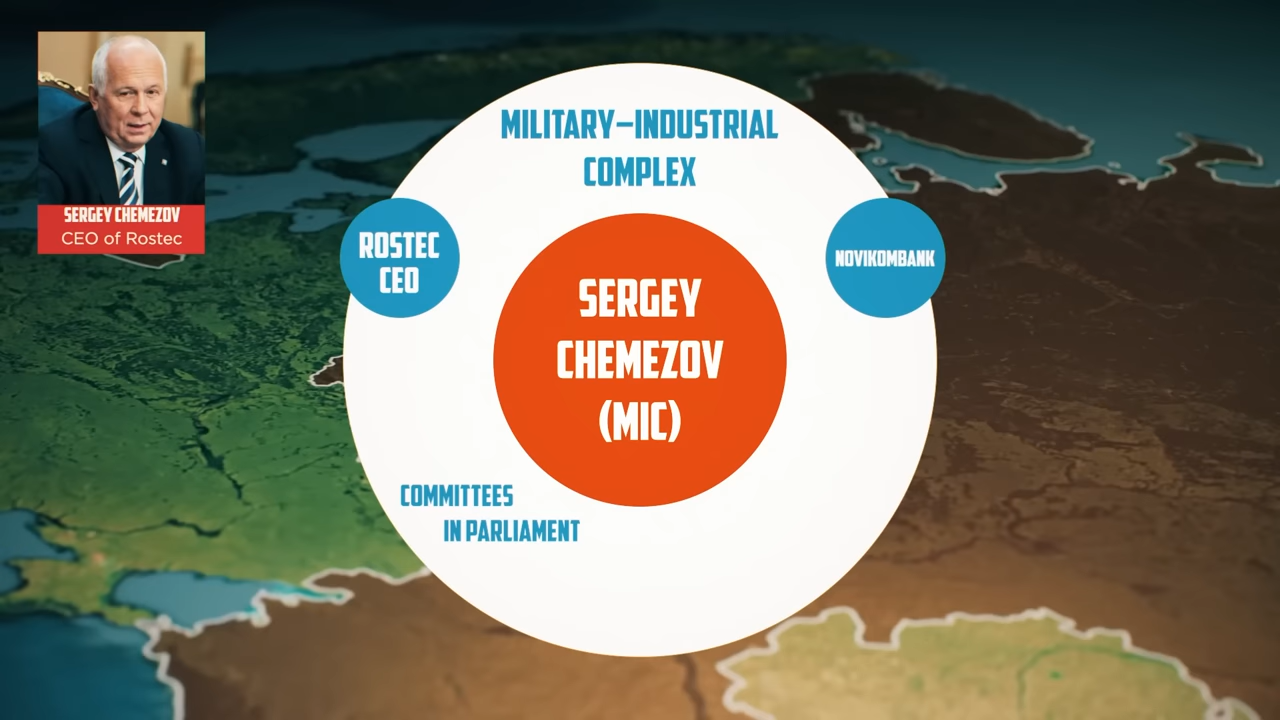 SERGEY CHEMEZOV
CEO of Rostec
MILITARY–INDUSTRIAL
COMPLEX
ROSTEC
CEO
NOVIKOMBANK
SERGEY
CHEMEZOV
(MIC)
COMMITTEES
IN PARLIAMENT